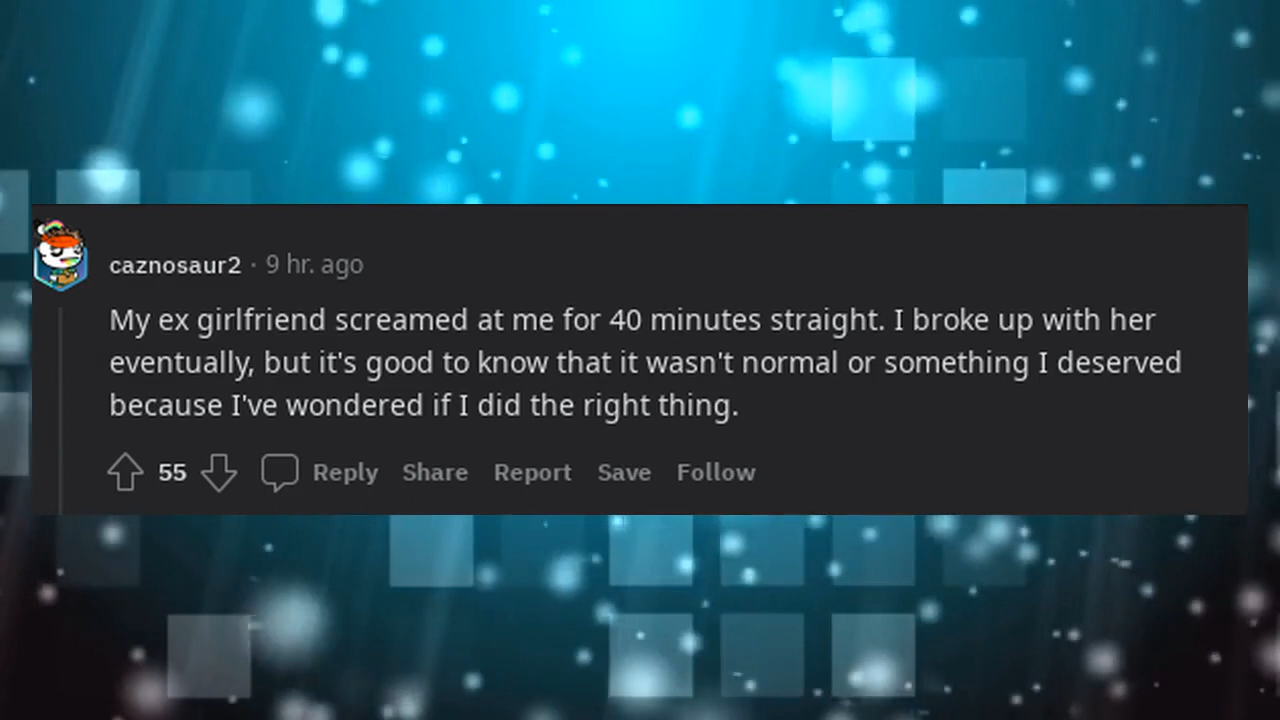 caznosaur2 · 9 hr. ago
My ex girlfriend screamed at me for 40 minutes straight. I broke up with her
eventually, but it's good to know that it wasn't normal or something I deserved
because I've wondered if I did the right thing.
55 Reply Share Report Save Follow